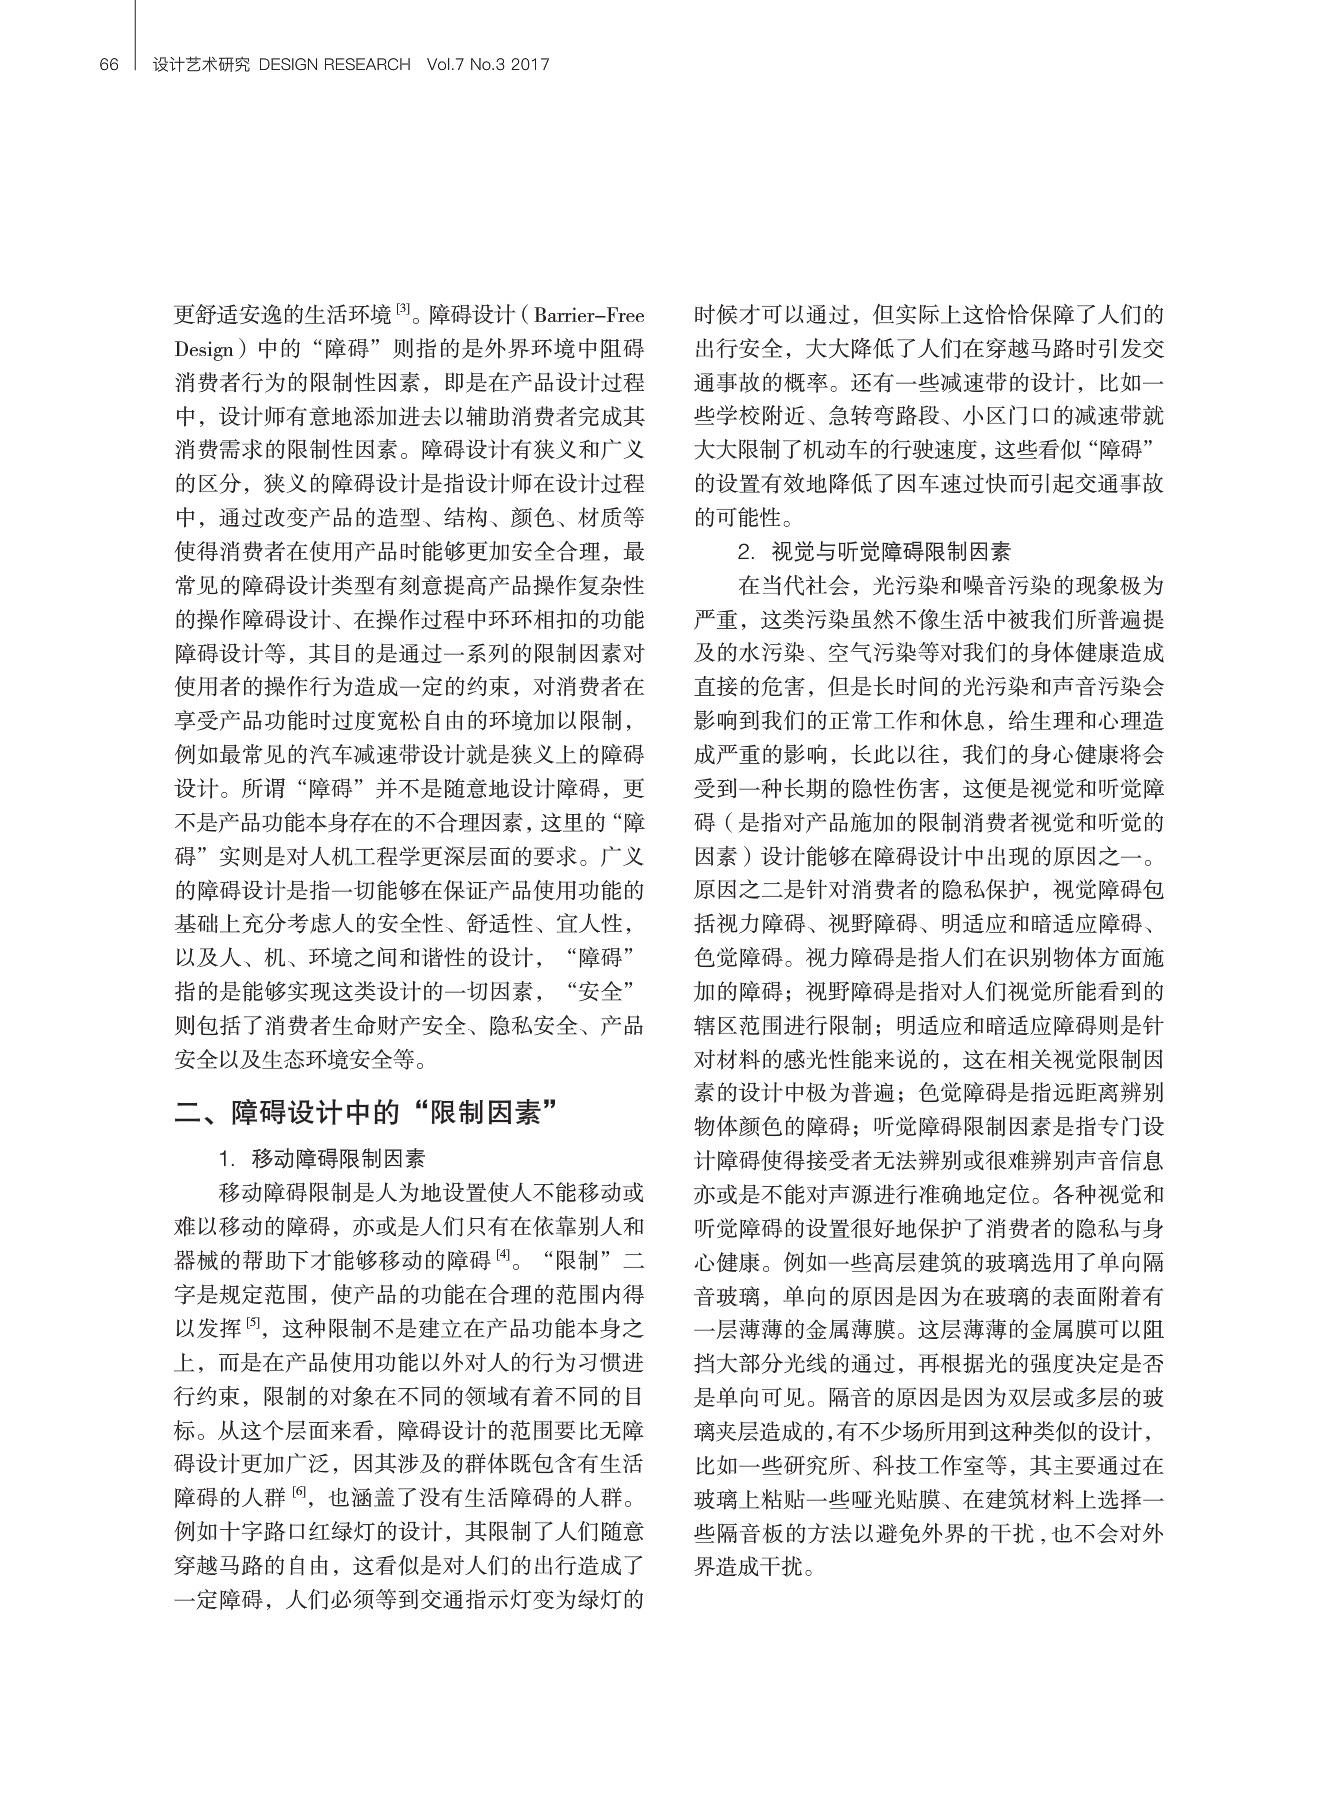 66 设计艺术研究 DESIGN RESEARCH Vol.7 No.3 2017
更舒适安逸的生活环境 [3]。障碍设计（Barrier–Free
Design）中的“障碍”则指的是外界环境中阻碍
消费者行为的限制性因素，即是在产品设计过程
中，设计师有意地添加进去以辅助消费者完成其
消费需求的限制性因素。障碍设计有狭义和广义
的区分，狭义的障碍设计是指设计师在设计过程
中，通过改变产品的造型、结构、颜色、材质等
使得消费者在使用产品时能够更加安全合理，最
常见的障碍设计类型有刻意提高产品操作复杂性
的操作障碍设计、在操作过程中环环相扣的功能
障碍设计等，其目的是通过一系列的限制因素对
使用者的操作行为造成一定的约束，对消费者在
享受产品功能时过度宽松自由的环境加以限制，
例如最常见的汽车减速带设计就是狭义上的障碍
设计。所谓“障碍”并不是随意地设计障碍，更
不是产品功能本身存在的不合理因素，这里的“障
碍”实则是对人机工程学更深层面的要求。广义
的障碍设计是指一切能够在保证产品使用功能的
基础上充分考虑人的安全性、舒适性、宜人性，
以及人、机、环境之间和谐性的设计，“障碍”
指的是能够实现这类设计的一切因素，“安全”
则包括了消费者生命财产安全、隐私安全、产品
安全以及生态环境安全等。
二、障碍设计中的“限制因素”
1. 移动障碍限制因素
移动障碍限制是人为地设置使人不能移动或
难以移动的障碍，亦或是人们只有在依靠别人和
器械的帮助下才能够移动的障碍 [4]。“限制”二
字是规定范围，使产品的功能在合理的范围内得
以发挥 [5]，这种限制不是建立在产品功能本身之
上，而是在产品使用功能以外对人的行为习惯进
行约束，限制的对象在不同的领域有着不同的目
标。从这个层面来看，障碍设计的范围要比无障
碍设计更加广泛，因其涉及的群体既包含有生活
障碍的人群 [6]，也涵盖了没有生活障碍的人群。
例如十字路口红绿灯的设计，其限制了人们随意
穿越马路的自由，这看似是对人们的出行造成了
一定障碍，人们必须等到交通指示灯变为绿灯的
时候才可以通过，但实际上这恰恰保障了人们的
出行安全，大大降低了人们在穿越马路时引发交
通事故的概率。还有一些减速带的设计，比如一
些学校附近、急转弯路段、小区门口的减速带就
大大限制了机动车的行驶速度，这些看似“障碍”
的设置有效地降低了因车速过快而引起交通事故
的可能性。
2. 视觉与听觉障碍限制因素
在当代社会，光污染和噪音污染的现象极为
严重，这类污染虽然不像生活中被我们所普遍提
及的水污染、空气污染等对我们的身体健康造成
直接的危害，但是长时间的光污染和声音污染会
影响到我们的正常工作和休息，给生理和心理造
成严重的影响，长此以往，我们的身心健康将会
受到一种长期的隐性伤害，这便是视觉和听觉障
碍（是指对产品施加的限制消费者视觉和听觉的
因素）设计能够在障碍设计中出现的原因之一。
原因之二是针对消费者的隐私保护，视觉障碍包
括视力障碍、视野障碍、明适应和暗适应障碍、
色觉障碍。视力障碍是指人们在识别物体方面施
加的障碍；视野障碍是指对人们视觉所能看到的
辖区范围进行限制；明适应和暗适应障碍则是针
对材料的感光性能来说的，这在相关视觉限制因
素的设计中极为普遍；色觉障碍是指远距离辨别
物体颜色的障碍；听觉障碍限制因素是指专门设
计障碍使得接受者无法辨别或很难辨别声音信息
亦或是不能对声源进行准确地定位。各种视觉和
听觉障碍的设置很好地保护了消费者的隐私与身
心健康。例如一些高层建筑的玻璃选用了单向隔
音玻璃，单向的原因是因为在玻璃的表面附着有
一层薄薄的金属薄膜。这层薄薄的金属膜可以阻
挡大部分光线的通过，再根据光的强度决定是否
是单向可见。隔音的原因是因为双层或多层的玻
璃夹层造成的,有不少场所用到这种类似的设计，
比如一些研究所、科技工作室等，其主要通过在
玻璃上粘贴一些哑光贴膜、在建筑材料上选择一
些隔音板的方法以避免外界的干扰,也不会对外
界造成干扰。